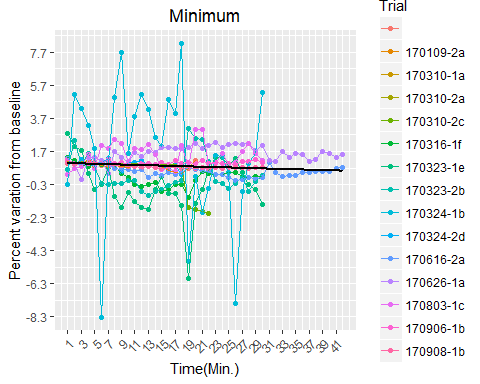 Minimum
Percent varation from baseline
7.7
5.7
3.7
1.7
-0.3
-2.3
-4.3
-6.3
-8.3
1 3 5 7 9 11 13 15 17 19 21 23 25 27 29 31 33 35 37 39 41
Time(Min.)
Trial
170109-2a
170310-1a
170310-2a
170310-2c
170316-1f
170323-1e
170323-2b
170324-1b
170324-2d
170616-2a
170626-1a
170803-1c
170906-1b
170908-1b